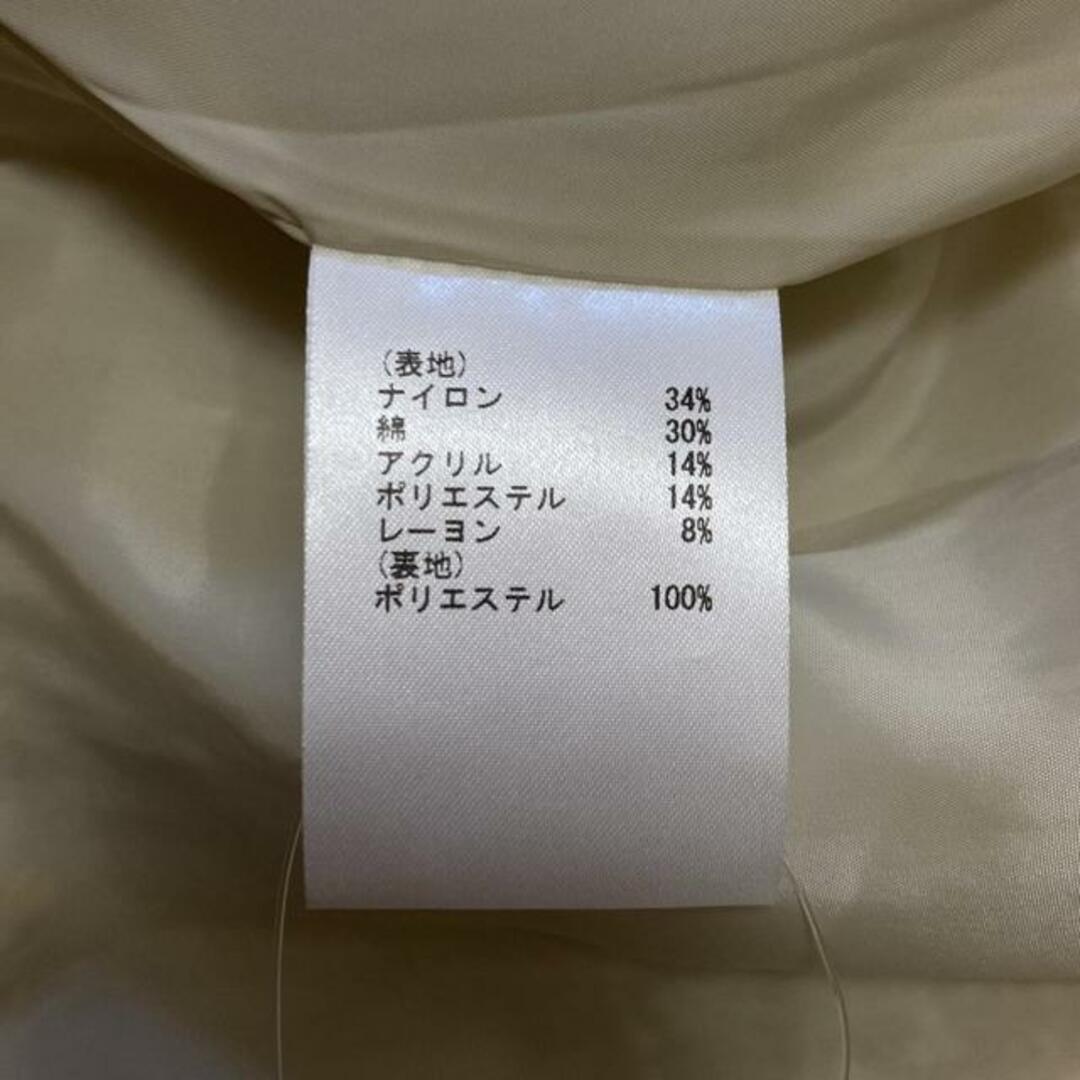 (表地)
ナイロン 34%
綿 30%
アクリル 14%
ポリエステル 14%
レーヨン 8%
(裏地)
ポリエステル 100%